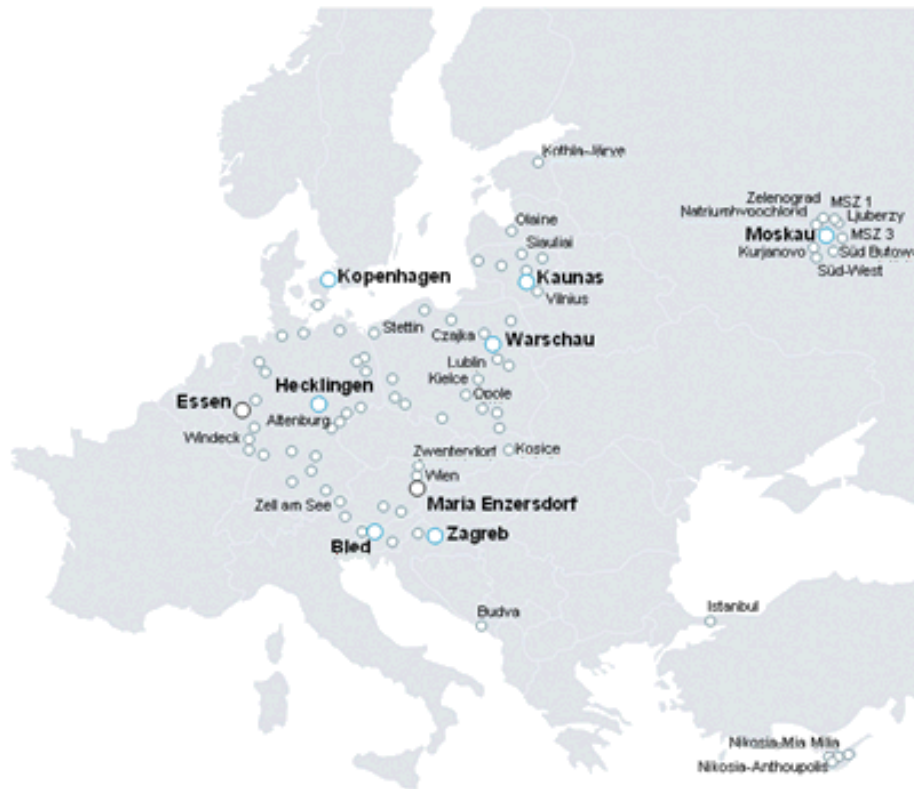 Kothla-Järve
Zelenograd
MSZ 1
Natriumhypochlorid
Ljuberzy
Olaine
Moskau
MSZ 3
Siauliai
Kurjanovo
Süd Butowo
Süd-West
Kopenhagen
Kaunas
Vilnius
Stettin
Czajka
Warschau
Lublin
Kielce
Hecklingen
Opole
Essen
Altenburg
Windeck
Zwentendorf
Kosice
Wien
Zell am See
Maria Enzersdorf
Bled
Zagreb
Budva
Istanbul
Nikosia-Mia Milia
Nikosia-Anthoupolis